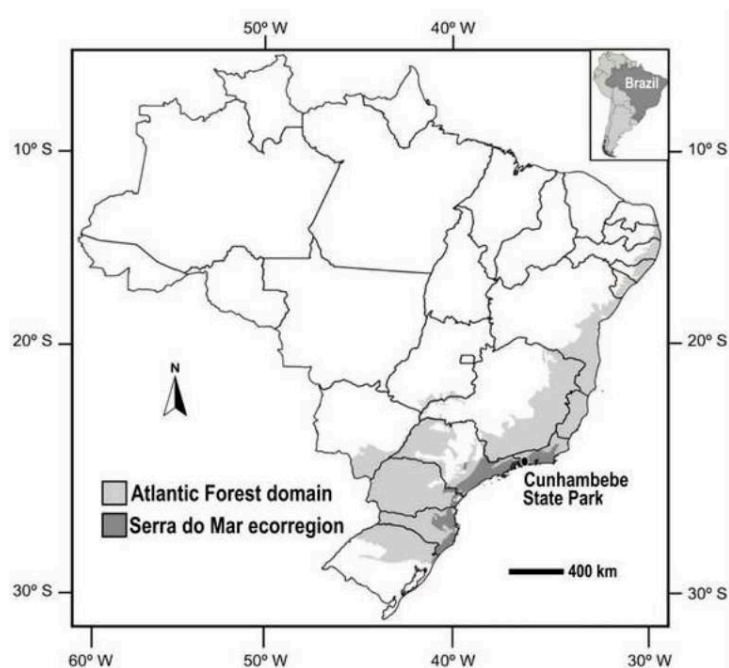 50º W
40º W
Brazil
10º S
10º S
20º S
20º S
N
Atlantic Forest domain
Serra do Mar ecorregion
Cunhambebe
State Park
400 km
30º S
30º S
60º W
50º W
40º W
30º W